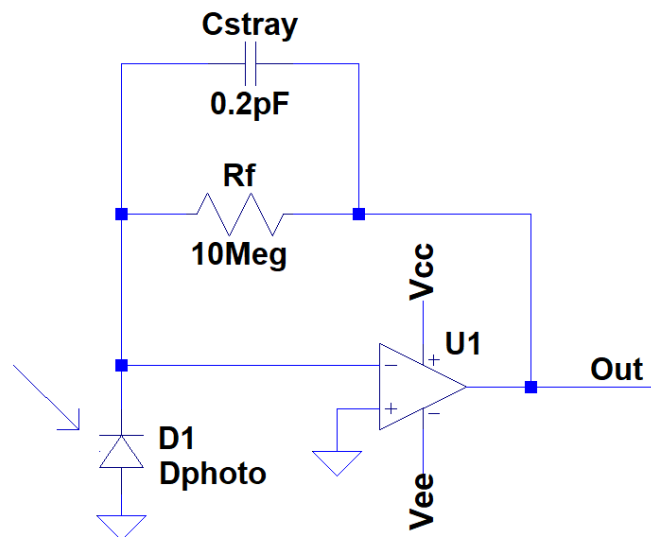 Cstray
0.2pF
Rf
10Meg
Vcc
U1
Out
D1
Dphoto
Vee